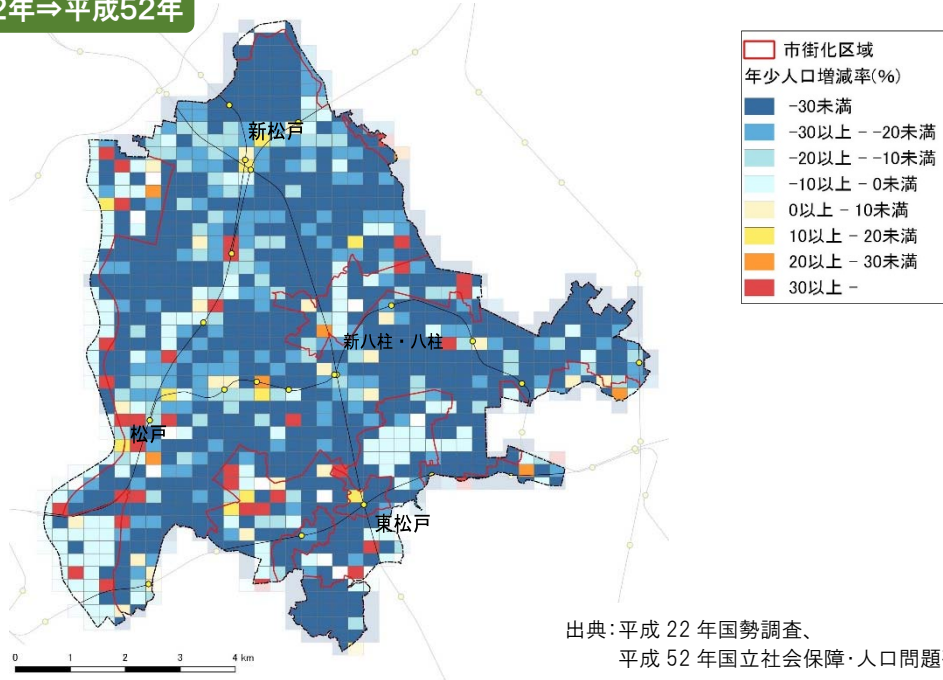 2年⇒平成52年
市街化区域
年少人口増減率(%)
-30未満
-30以上 - -20未満
-20以上 - -10未満
-10以上 - 0未満
0以上 - 10未満
10以上 - 20未満
20以上 - 30未満
30以上 -
新松戸
新八柱・八柱
松戸
東松戸
出典:平成 22 年国勢調査、
平成 52 年国立社会保障・人口問題
0 1 2 3 4 km